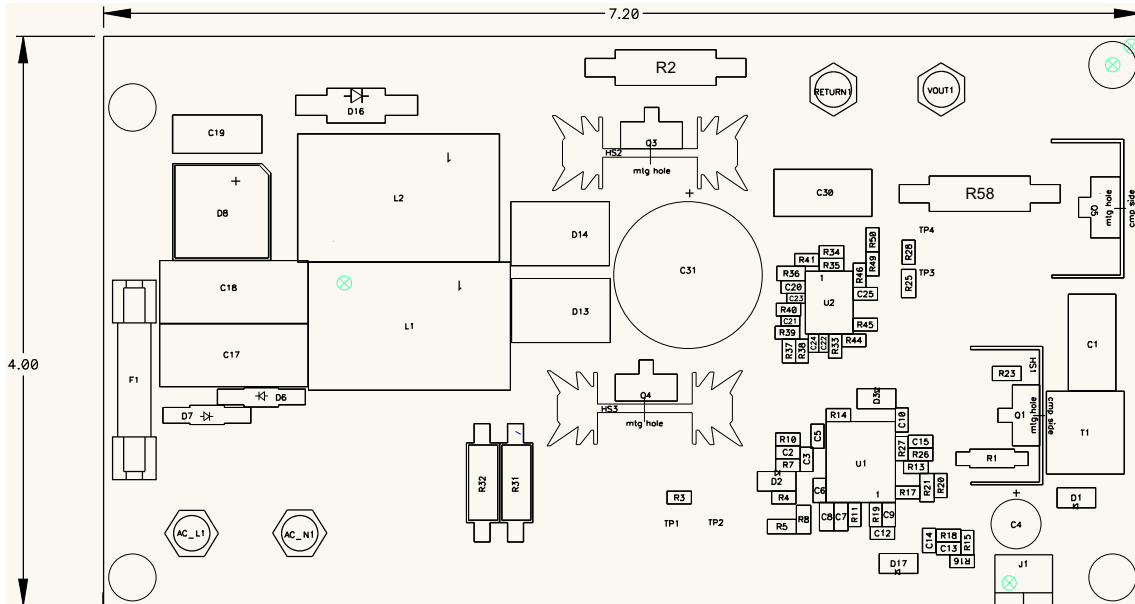 7.20
4.00
R2
RETURN1
VOUT1
D16
C19
Q3
HS2
mtg hole
+
1
L2
D8
C30
R58
Q5
mtg hole
cmp side
TP4
TP3
R28
R25
D14
C31
D13
R50
R49
R34
R41
R35
R46
R36
C20
C23
R40
C21
R39
R37
R38
C24
C22
R33
R44
R45
C25
1
U2
C18
C17
L1
1
F1
D6
D7
C1
HS1
R23
Q1
mtg hole
cmp side
T1
Q4
HS3
mtg hole
R14
C10
C5
R10
C2
R7
C3
D2
R4
C6
U1
1
R27
C15
R26
R13
R17
R21
R20
R1
D1
R32
R31
R3
TP1
TP2
R5
R8
C8
C7
R11
R19
C9
C12
AC_L1
AC_N1
+
C4
C14
R18
C13
R15
R16
D17
J1